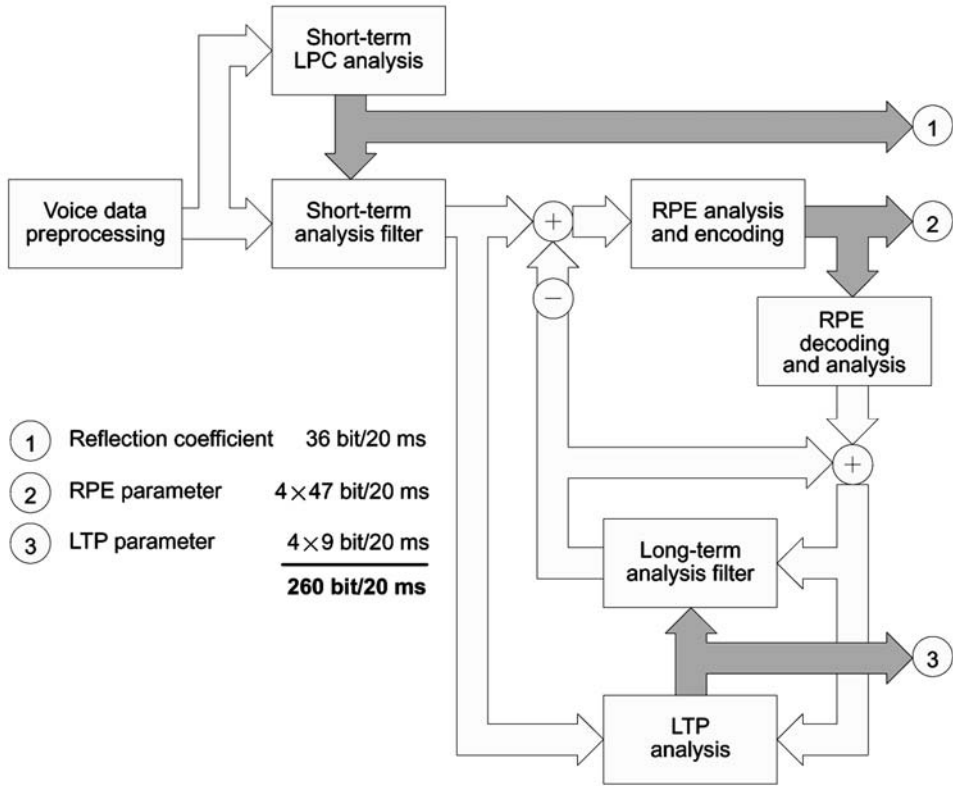 Short-term
LPC analysis
1
Voice data
preprocessing
Short-term
analysis filter
+
RPE analysis
and encoding
2
−
RPE
decoding
and analysis
1 Reflection coefficient 36 bit/20 ms
+
2 RPE parameter 4×47 bit/20 ms
3 LTP parameter 4×9 bit/20 ms
260 bit/20 ms
Long-term
analysis filter
3
LTP
analysis